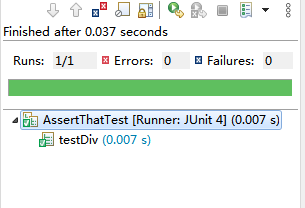 Finished after 0.037 seconds
Runs: 1/1 Errors: 0 Failures: 0
AssertThatTest [Runner: JUnit 4] (0.007 s)
testDiv (0.007 s)